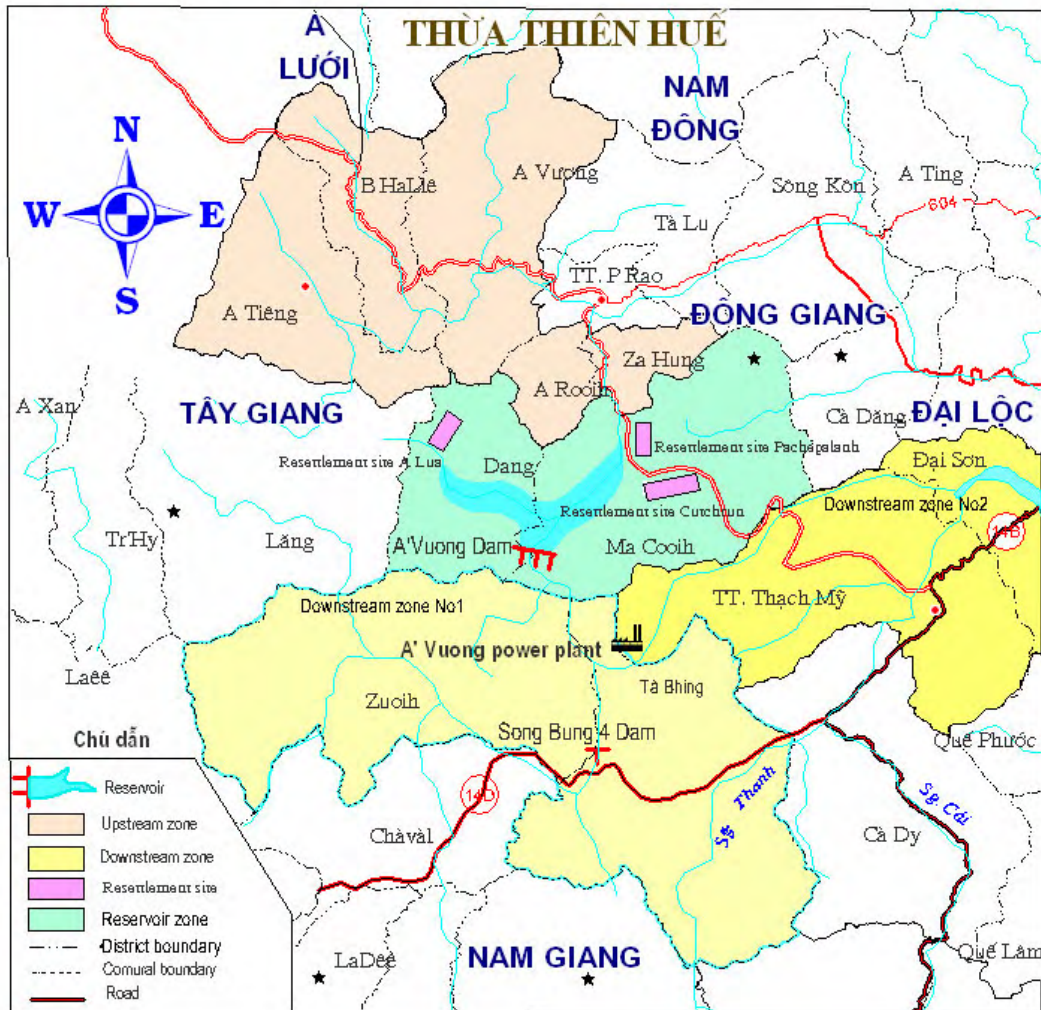 THỪA THIÊN HUẾ
A
LƯỚI
NAM
ĐÔNG
N
W E
S
B HaLiê
A Vương
Sông Kôn
A Ting
604
Tà Lu
TT. P Rao
A Tiêng
ĐÔNG GIANG
Za Hung
A Rooih
A Xan
TÂY GIANG
Cà Dăng
ĐẠI LỘC
Resettlement site A Lua
Dang
Resettlement site Pachepalanh
Đại Sơn
Downstream zone No2
Resettlement site Cutchrun
14B
Tr'Hy
Lăng
A'Vuong Dam
Ma Cooih
Downstream zone No1
TT. Thạch Mỹ
A' Vuong power plant
Laêê
Tà Bhing
Zuoih
Chú dẫn
Song Bung 4 Dam
Quế Phước
Reservoir
14D
Sg Thanh
Sg Cái
Upstream zone
Chàvàl
Cà Dy
Downstream zone
Resettlement site
Reservoir zone
District boundary
Comural boundary
Road
LaDêê
NAM GIANG
Quế Lâm